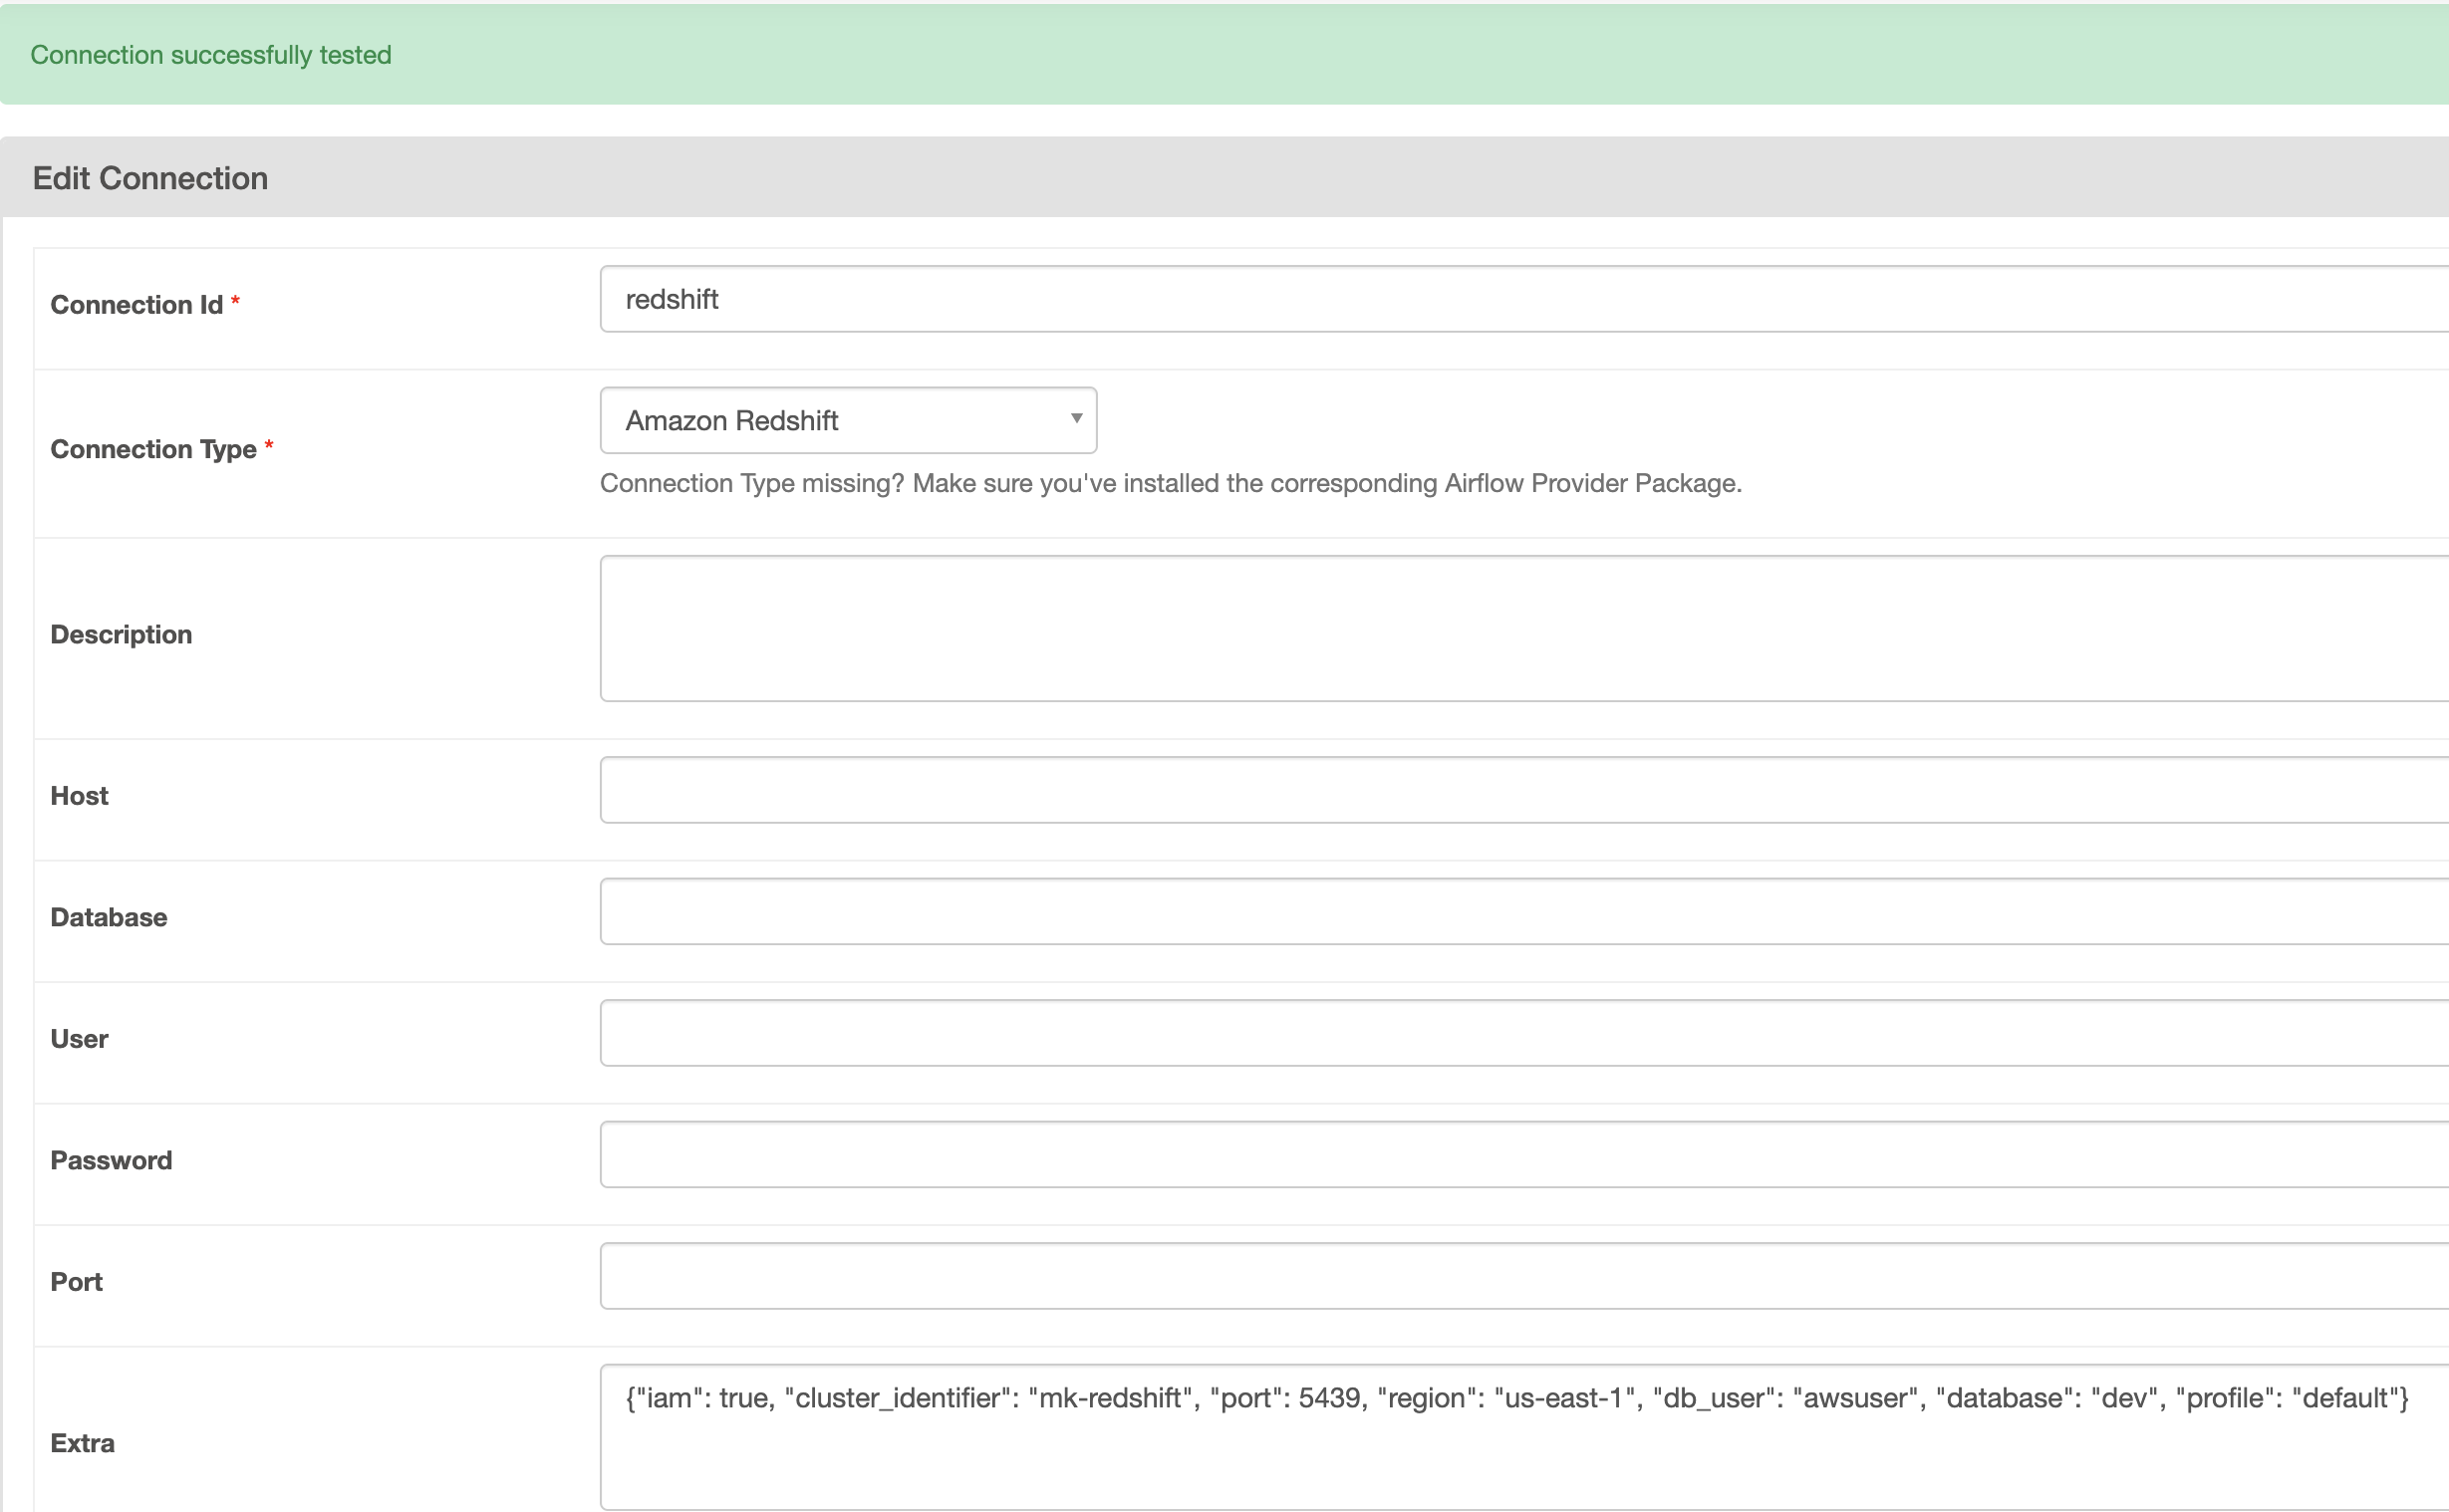 Connection successfully tested
Edit Connection
Connection Id *
redshift
Connection Type *
Amazon Redshift
Connection Type missing? Make sure you've installed the corresponding Airflow Provider Package.
Description
Host
Database
User
Password
Port
Extra
{"iam": true, "cluster_identifier": "mk-redshift", "port": 5439, "region": "us-east-1", "db_user": "awsuser", "database": "dev", "profile": "default"}